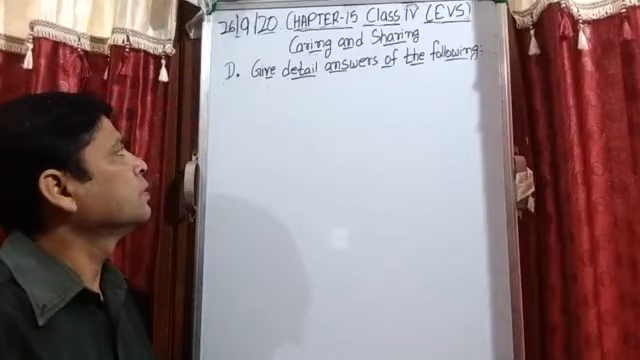 26/9/20. CHAPTER-15 Class IV (EVS)
Caring and Sharing
D. Give detail answers of the following: